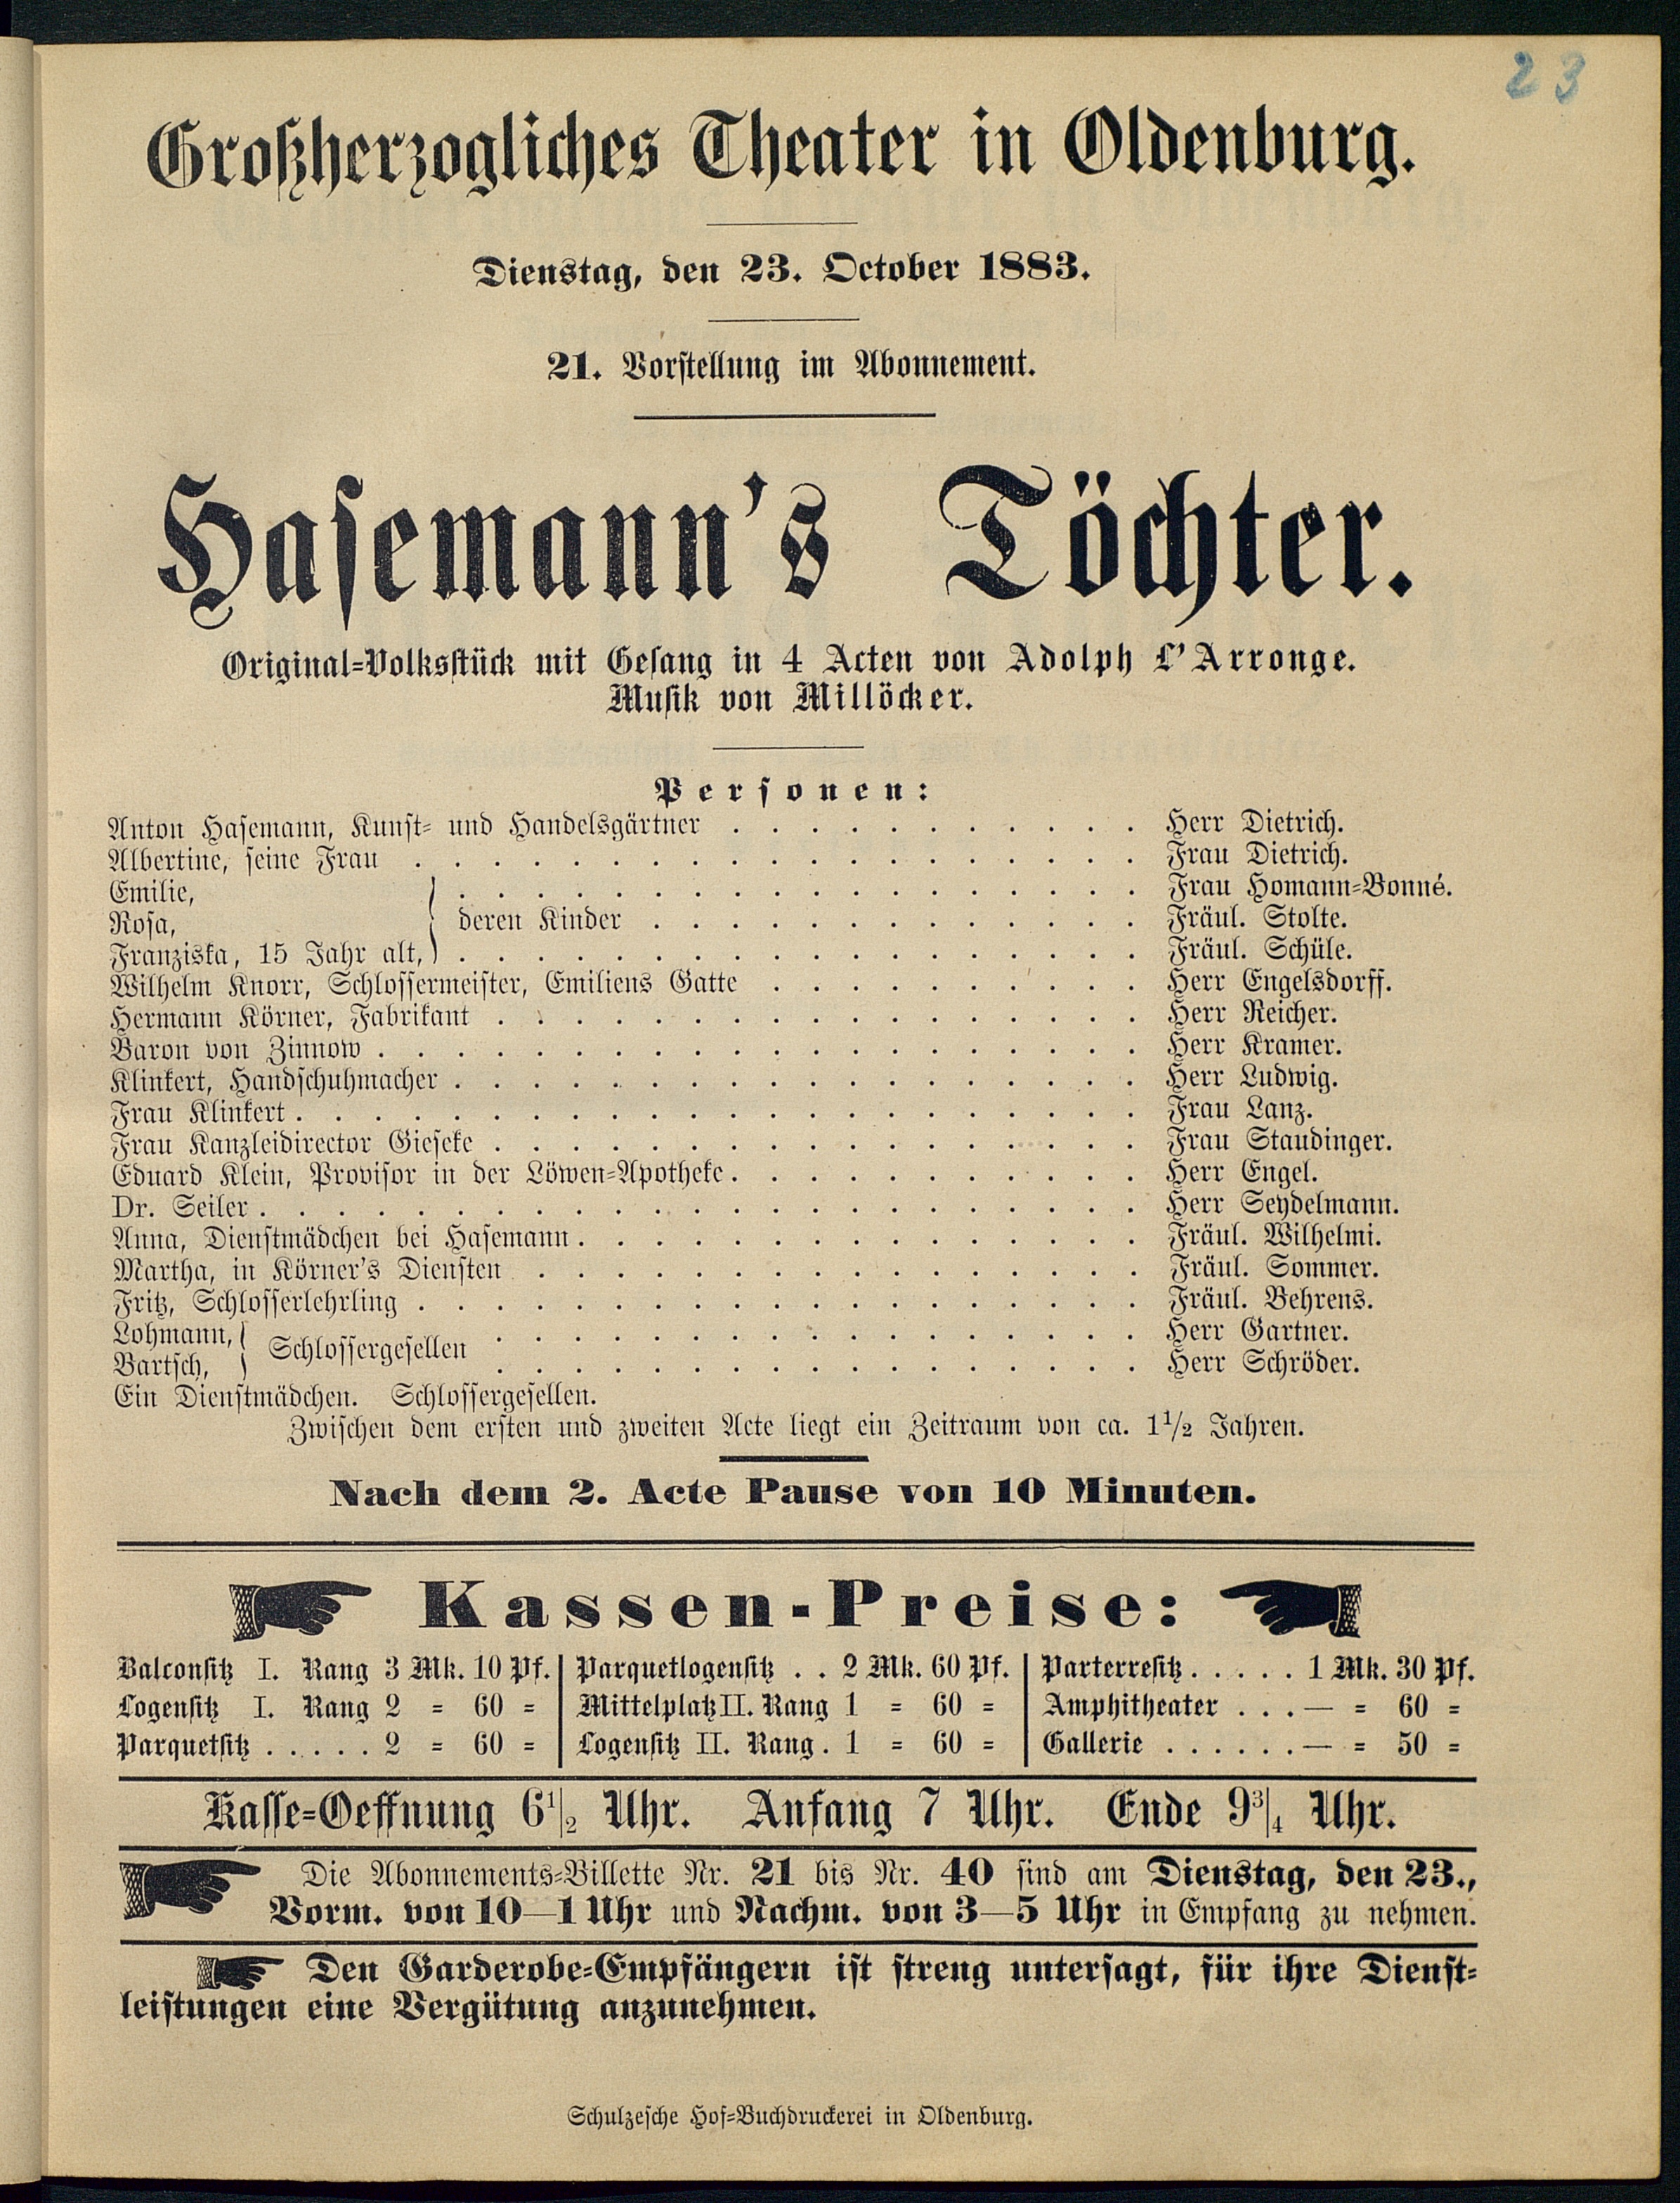 23
Großherzogliches Theater in Oldenburg.
Dienstag, den 23. October 1883.
21. Vorstellung im Abonnement.
Hasemann's Töchter.
Original-Volksstück mit Gesang in 4 Acten von Adolph L'Arronge.
Musik von Millöcker.
Personen:
Anton Hasemann, Kunst- und Handelsgärtner . . . . . . . . . . . Herr Dietrich.
Albertine, seine Frau . . . . . . . . . . . . . . . . . . . Frau Dietrich.
Emilie, . . . . . . . . . . . . . . . . . . Frau Homann-Bonné.
Rosa, deren Kinder . . . . . . . . . . . . . Fräul. Stolte.
Franziska, 15 Jahr alt, . . . . . . . . . . . . . . . . . . Fräul. Schüle.
Wilhelm Knorr, Schlossermeister, Emiliens Gatte . . . . . . . . . . Herr Engelsdorff.
Hermann Körner, Fabrikant . . . . . . . . . . . . . . . . . Herr Reicher.
Baron von Zinnow . . . . . . . . . . . . . . . . . . . . Herr Kramer.
Klinkert, Handschuhmacher . . . . . . . . . . . . . . . . . . Herr Ludwig.
Frau Klinkert . . . . . . . . . . . . . . . . . . . . . . Frau Lanz.
Frau Kanzleidirector Gieseke . . . . . . . . . . . . . . . . . Frau Staudinger.
Eduard Klein, Provisor in der Löwen-Apotheke . . . . . . . . . . . Herr Engel.
Dr. Seiler . . . . . . . . . . . . . . . . . . . . . . . Herr Seydelmann.
Anna, Dienstmädchen bei Hasemann . . . . . . . . . . . . . . . Fräul. Wilhelmi.
Martha, in Körner's Diensten . . . . . . . . . . . . . . . . Fräul. Sommer.
Fritz, Schlosserlehrling . . . . . . . . . . . . . . . . . . . Fräul. Behrens.
Lohmann, . . . . . . . . . . . . . . . . . Herr Gartner.
Schlossergesellen
Bartsch, . . . . . . . . . . . . . . . . . Herr Schröder.
Ein Dienstmädchen. Schlossergesellen.
Zwischen dem ersten und zweiten Acte liegt ein Zeitraum von ca. 1½ Jahren.
Nach dem 2. Acte Pause von 10 Minuten.
Kassen-Preise:
Balconsitz I. Rang 3 Mk. 10 Pf. | Parquetlogensitz . . 2 Mk. 60 Pf. | Parterresitz . . . . . 1 Mk. 30 Pf.
Logensitz I. Rang 2 = 60 = | Mittelplatz II. Rang 1 = 60 = | Amphitheater . . . — = 60 =
Parquetsitz . . . . . 2 = 60 = | Logensitz II. Rang . 1 = 60 = | Gallerie . . . . . . — = 50 =
Kasse-Oeffnung 6½ Uhr. Anfang 7 Uhr. Ende 9¾ Uhr.
Die Abonnements-Billette Nr. 21 bis Nr. 40 sind am Dienstag, den 23.,
Vorm. von 10—1 Uhr und Nachm. von 3—5 Uhr in Empfang zu nehmen.
Den Garderobe-Empfängern ist streng untersagt, für ihre Dienst-
leistungen eine Vergütung anzunehmen.
Schulzesche Hof-Buchdruckerei in Oldenburg.